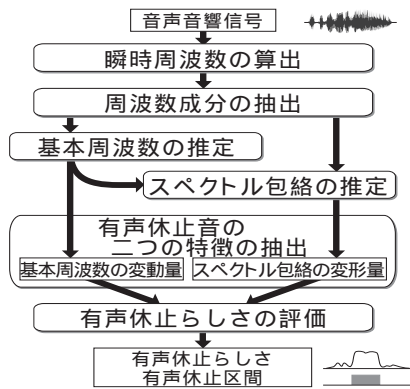 音声音響信号
瞬時周波数の算出
周波数成分の抽出
基本周波数の推定
スペクトル包絡の推定
有声休止音の
二つの特徴の抽出
基本周波数の変動量
スペクトル包絡の変形量
有声休止らしさの評価
有声休止らしさ
有声休止区間